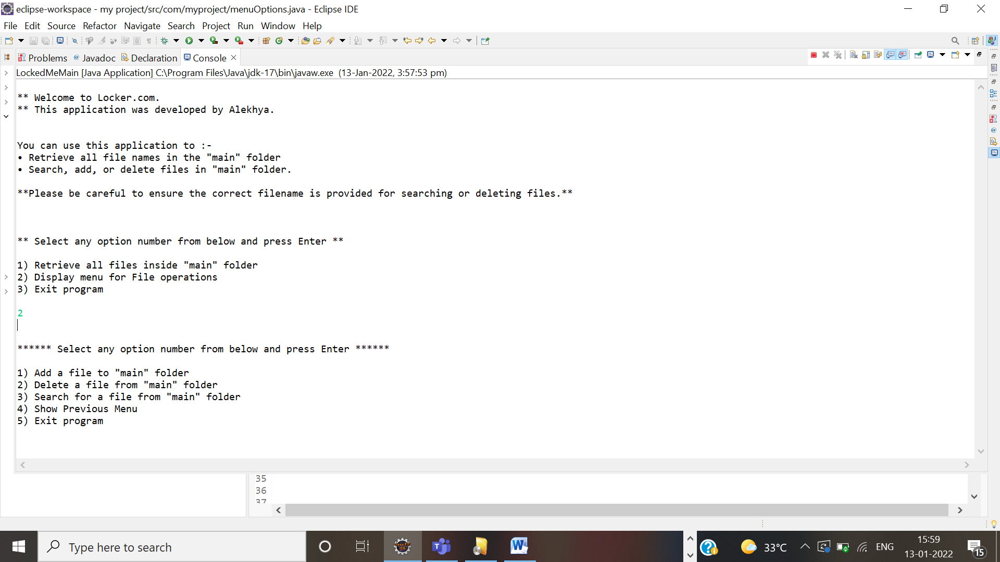 eclipse-workspace - my project/src/com/myproject/menuOptions.java - Eclipse IDE
File Edit Source Refactor Navigate Search Project Run Window Help
Problems @ Javadoc Declaration Console
LockedMeMain [Java Application] C:\Program Files\Java\jdk-17\bin\javaw.exe (13-Jan-2022, 3:57:53 pm)
** Welcome to Locker.com.
** This application was developed by Alekhya.
You can use this application to :-
• Retrieve all file names in the "main" folder
• Search, add, or delete files in "main" folder.
**Please be careful to ensure the correct filename is provided for searching or deleting files.**
** Select any option number from below and press Enter **
1) Retrieve all files inside "main" folder
2) Display menu for File operations
3) Exit program
2
****** Select any option number from below and press Enter ******
1) Add a file to "main" folder
2) Delete a file from "main" folder
3) Search for a file from "main" folder
4) Show Previous Menu
5) Exit program
35
36
37
Type here to search
33°C
ENG
15:59
13-01-2022
15